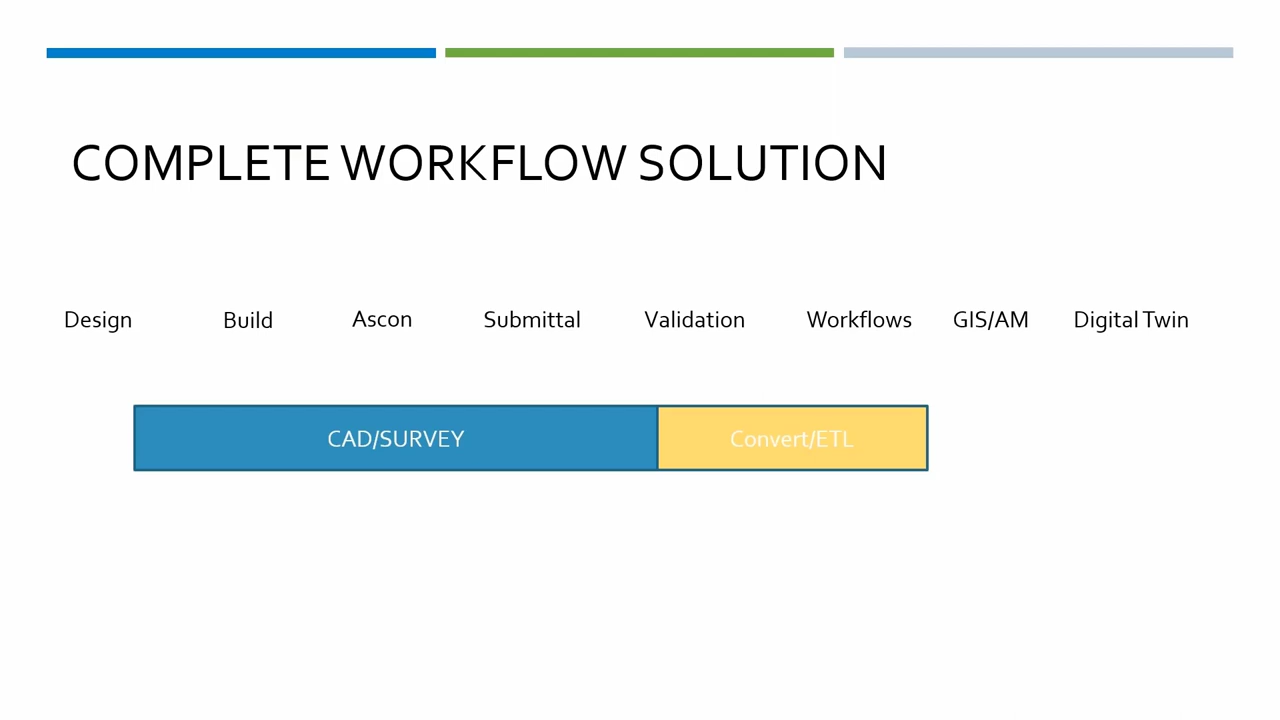 COMPLETE WORKFLOW SOLUTION
Design Build Ascon Submittal Validation Workflows GIS/AM Digital Twin
CAD/SURVEY Convert/ETL